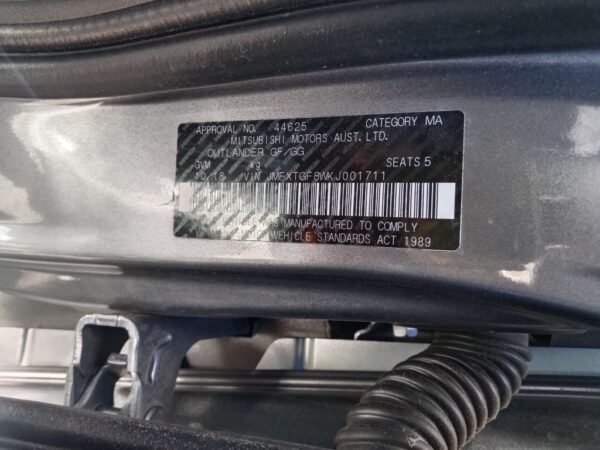 APPROVAL NO. 44625 CATEGORY MA
MITSUBISHI MOTORS AUST. LTD.
OUTLANDER GF/GG
GVM kg SEATS 5
10/18 VIN JMFXTGF8WKJ001711
MANUFACTURED TO COMPLY
VEHICLE STANDARDS ACT 1989